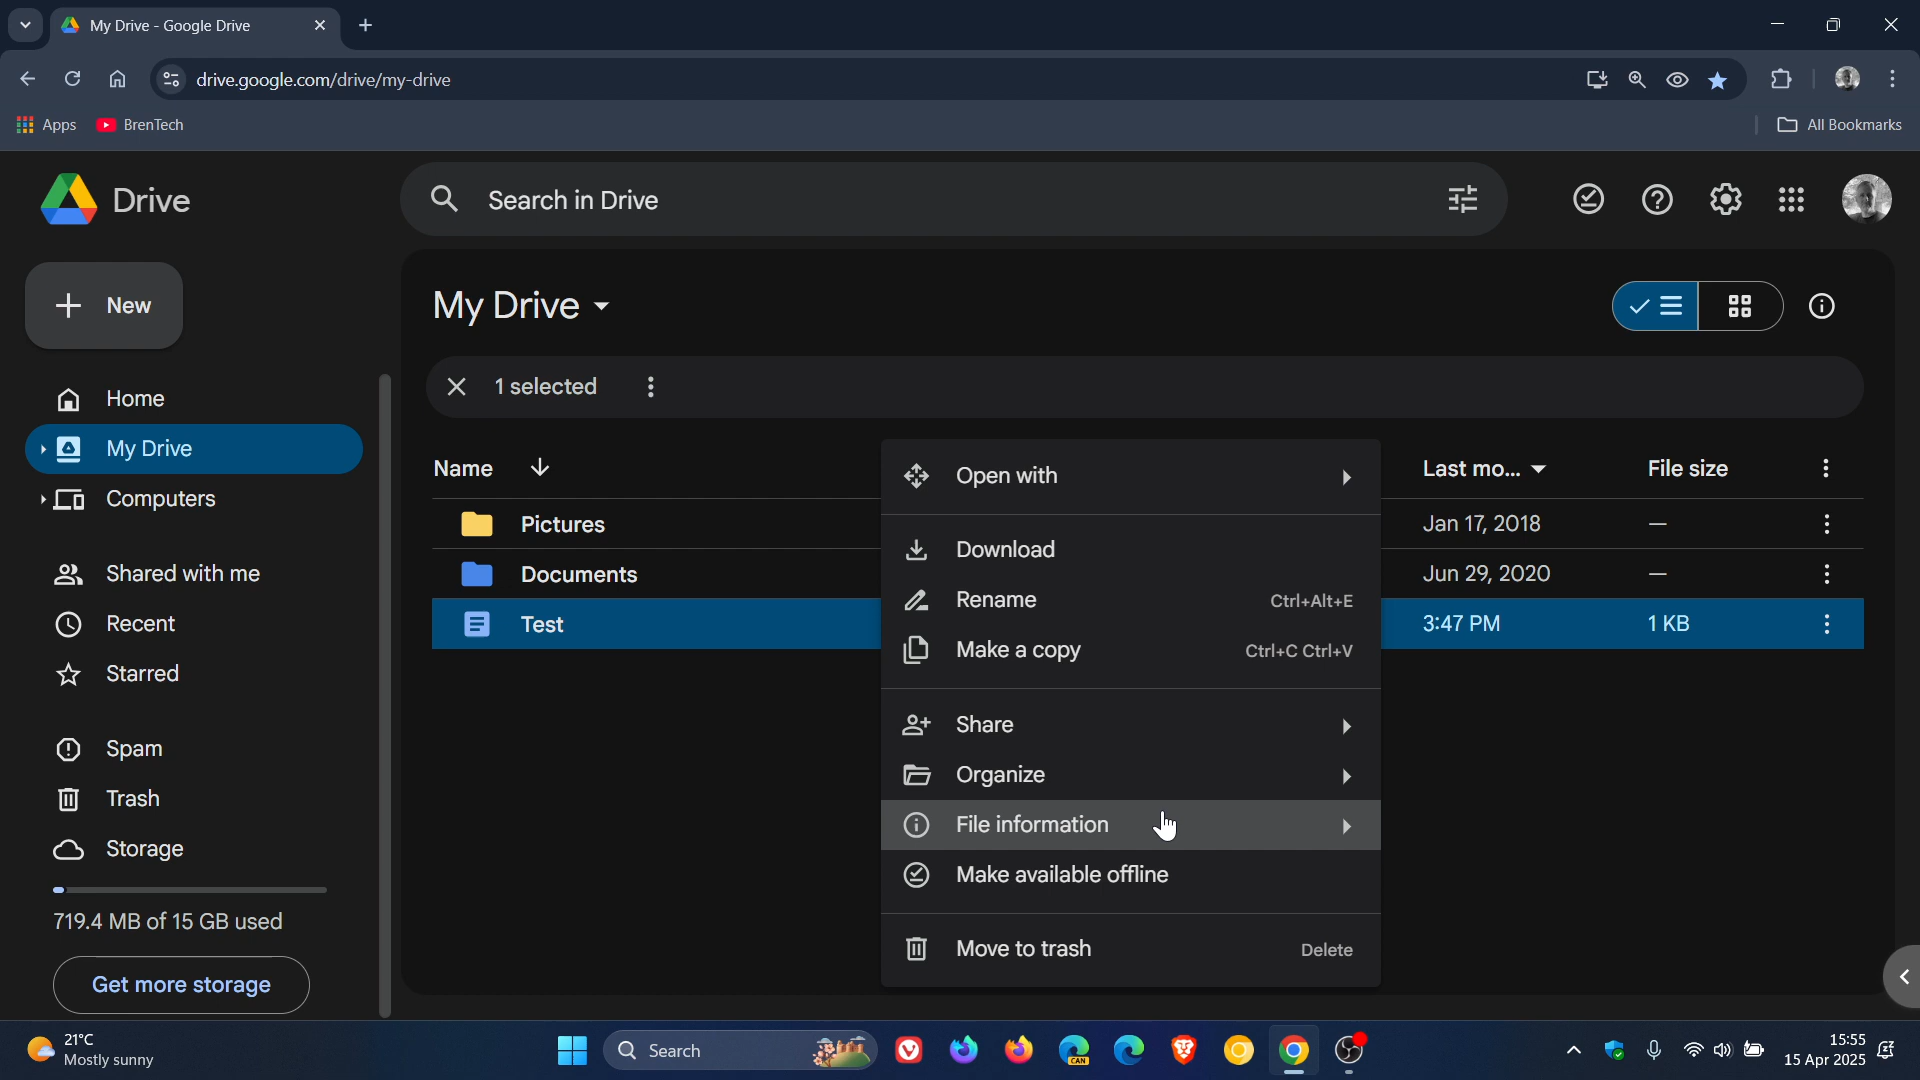 My Drive - Google Drive
drive.google.com/drive/my-drive
Apps
BrenTech
All Bookmarks
Drive
Search in Drive
New
My Drive
Home
My Drive
Computers
Shared with me
Recent
Starred
Spam
Trash
Storage
719.4 MB of 15 GB used
Get more storage
1 selected
Name
Last mo...
File size
Pictures
Jan 17, 2018
—
Documents
Jun 29, 2020
—
Test
3:47 PM
1 KB
Open with
Download
Rename
Ctrl+Alt+E
Make a copy
Ctrl+C Ctrl+V
Share
Organize
File information
Make available offline
Move to trash
Delete
21°C
Mostly sunny
Search
CAN
15:55
15 Apr 2025